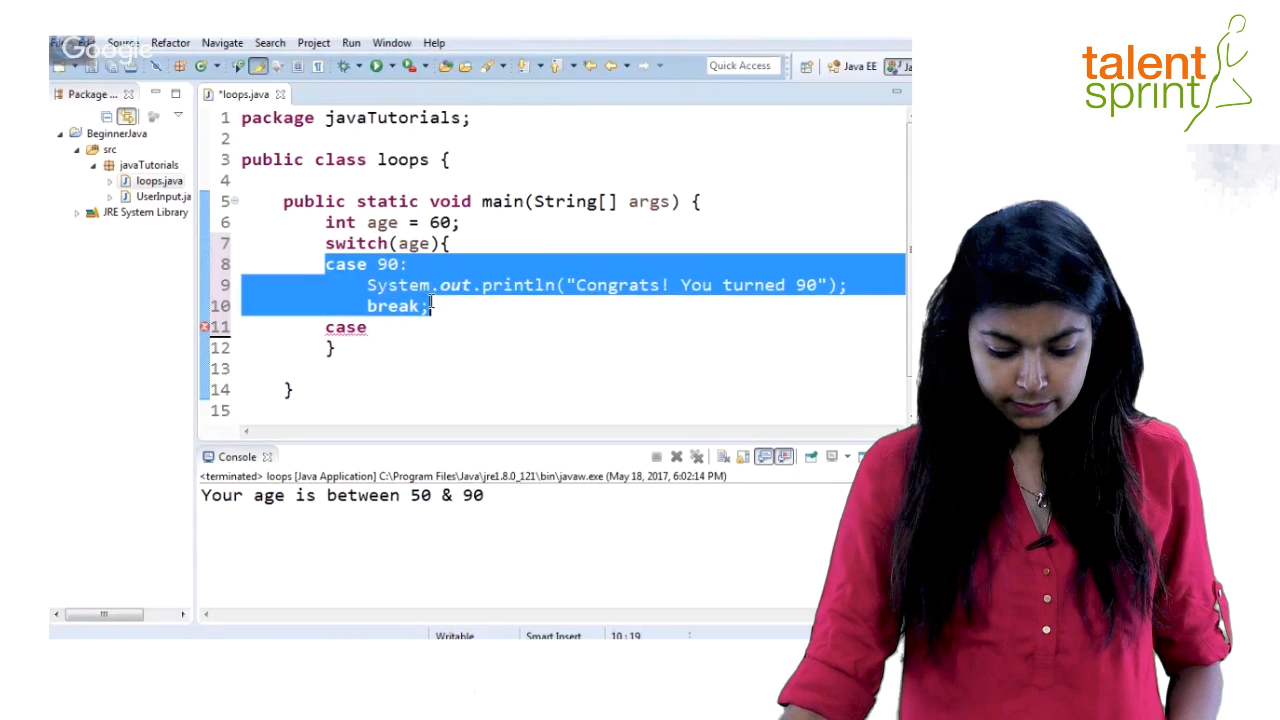 talent
sprint
Google
File Edit Source Refactor Navigate Search Project Run Window Help
Quick Access
Java EE
Ja
Package ...
*loops.java
BeginnerJava
src
javaTutorials
loops.java
UserInput.ja
JRE System Library
1 package javaTutorials;
2
3 public class loops {
4
5 public static void main(String[] args) {
6 int age = 60;
7 switch(age){
8 case 90:
9 System.out.println("Congrats! You turned 90");
10 break;
11 case
12 }
13
14 }
15
Console
<terminated> loops [Java Application] C:\Program Files\Java\jre1.8.0_121\bin\javaw.exe (May 18, 2017, 6:02:14 PM)
Your age is between 50 & 90
Writable Smart Insert 10:19